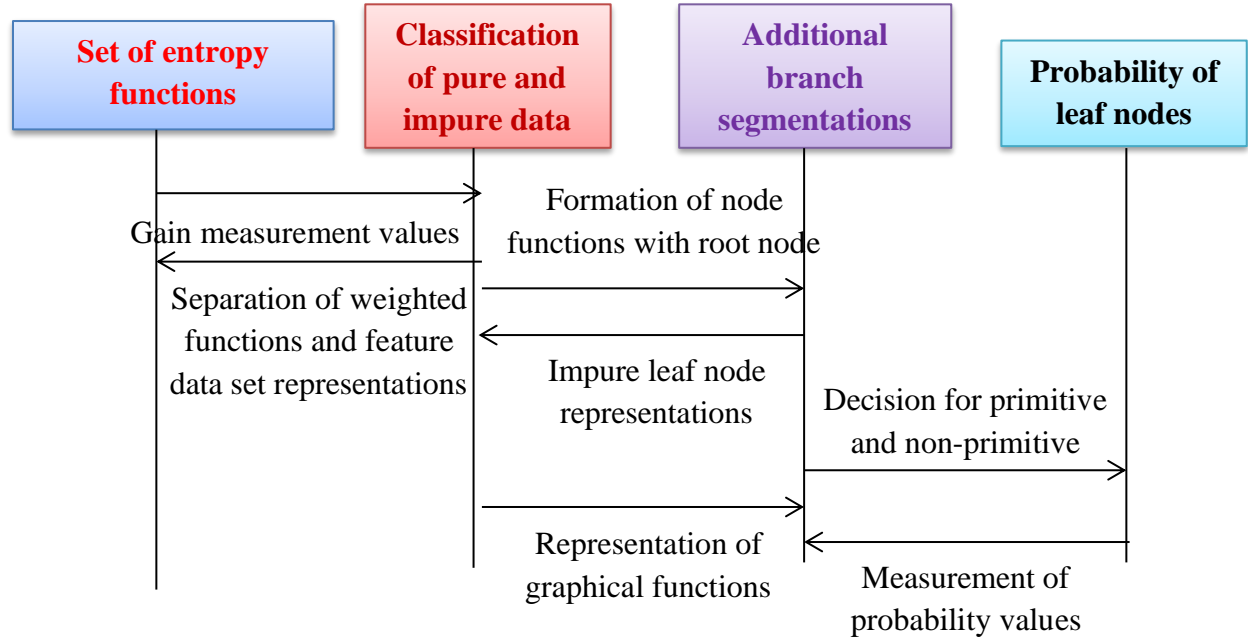 Set of entropy
functions
Classification
of pure and
impure data
Additional
branch
segmentations
Probability of
leaf nodes
Gain measurement values
Formation of node
functions with root node
Separation of weighted
functions and feature
data set representations
Impure leaf node
representations
Decision for primitive
and non-primitive
Representation of
graphical functions
Measurement of
probability values